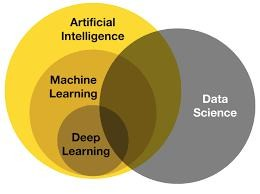 Artificial
Intelligence
Machine
Learning
Deep
Learning
Data
Science